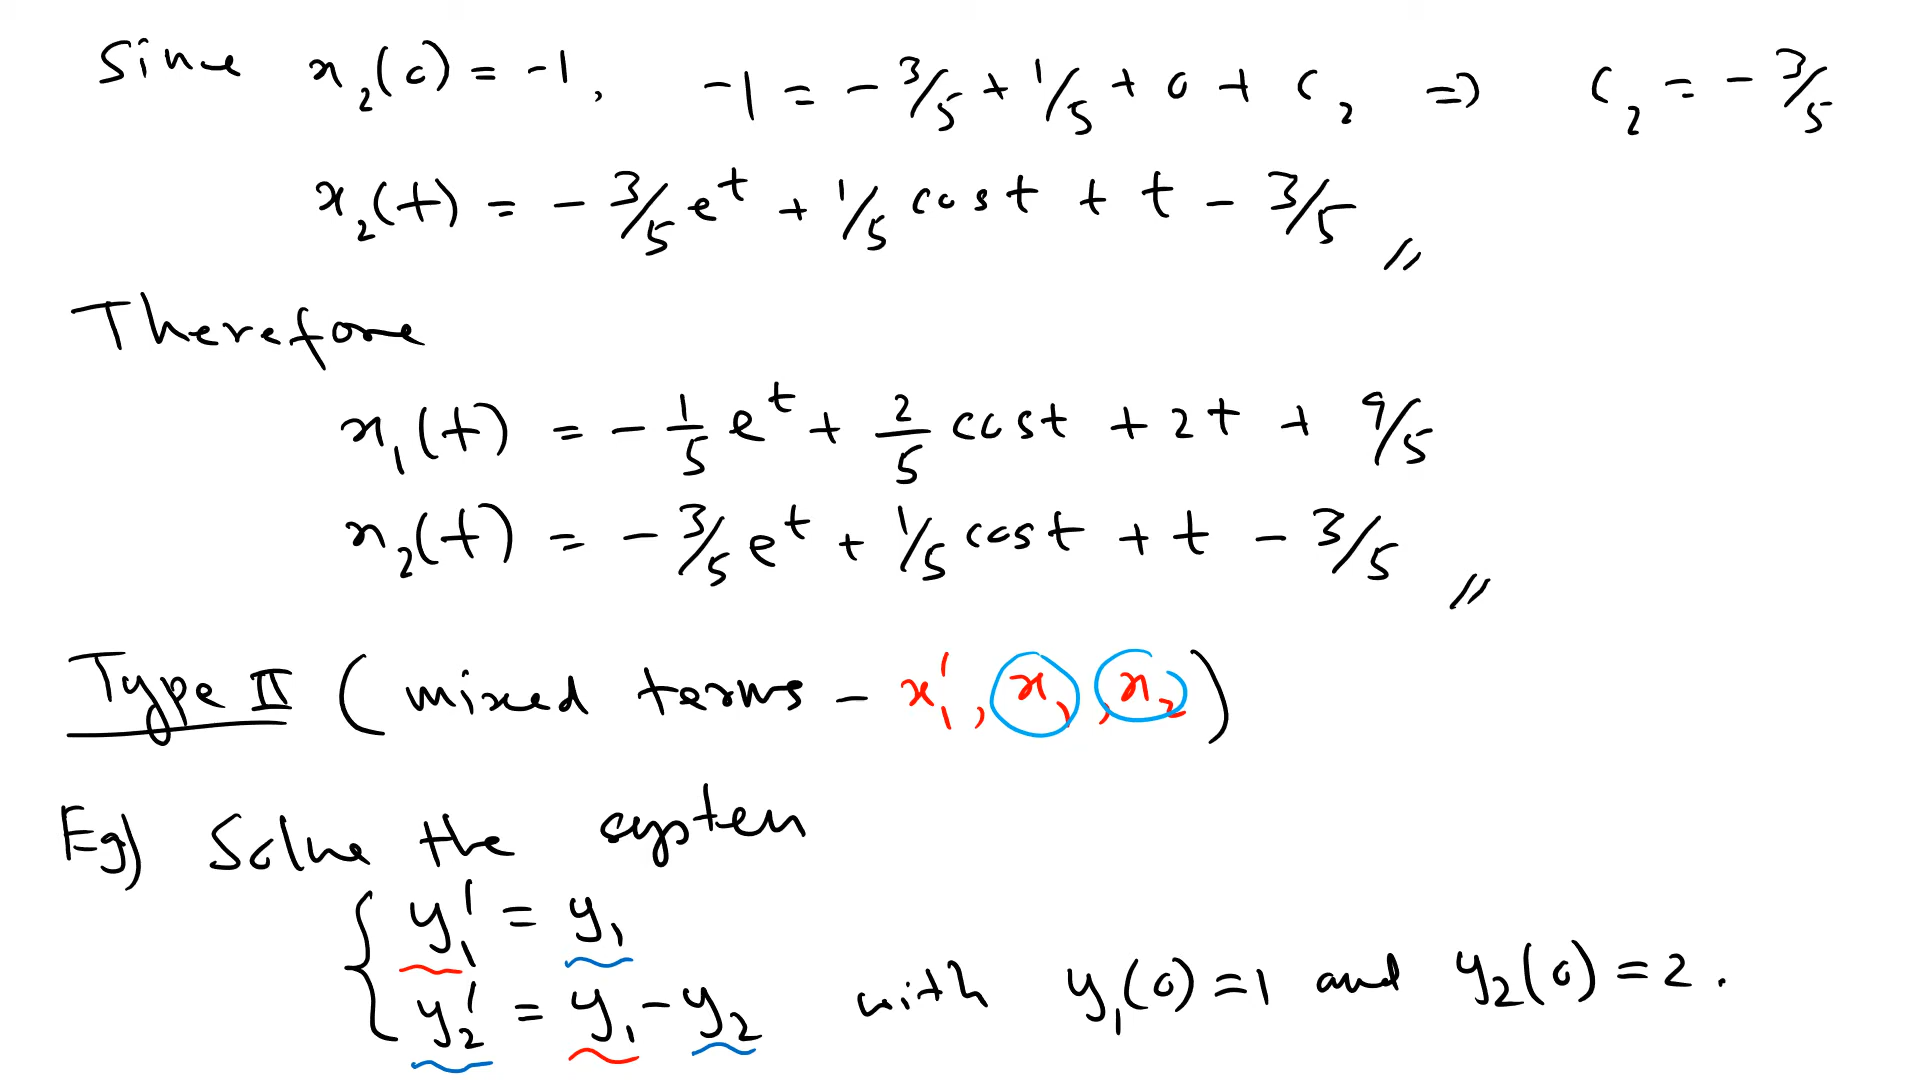 Since x₂(0) = -1, -1 = - 3/5 + 1/5 + 0 + c₂ ⇒ c₂ = - 3/5
x₂(t) = - 3/5 eᵗ + 1/5 cos t + t - 3/5 //
Therefore
x₁(t) = - 1/5 eᵗ + 2/5 cos t + 2t + 9/5
x₂(t) = - 3/5 eᵗ + 1/5 cos t + t - 3/5 //
Type II (mixed terms - x₁', x₁, x₂)
Eg) Solve the system
{ y₁' = y₁
y₂' = y₁ - y₂ with y₁(0) = 1 and y₂(0) = 2.